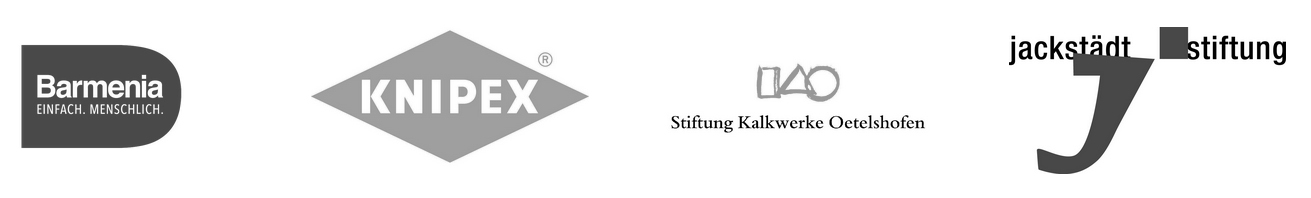 Barmenia
EINFACH. MENSCHLICH.
KNIPEX®
Stiftung Kalkwerke Oetelshofen
jackstädt stiftung
J